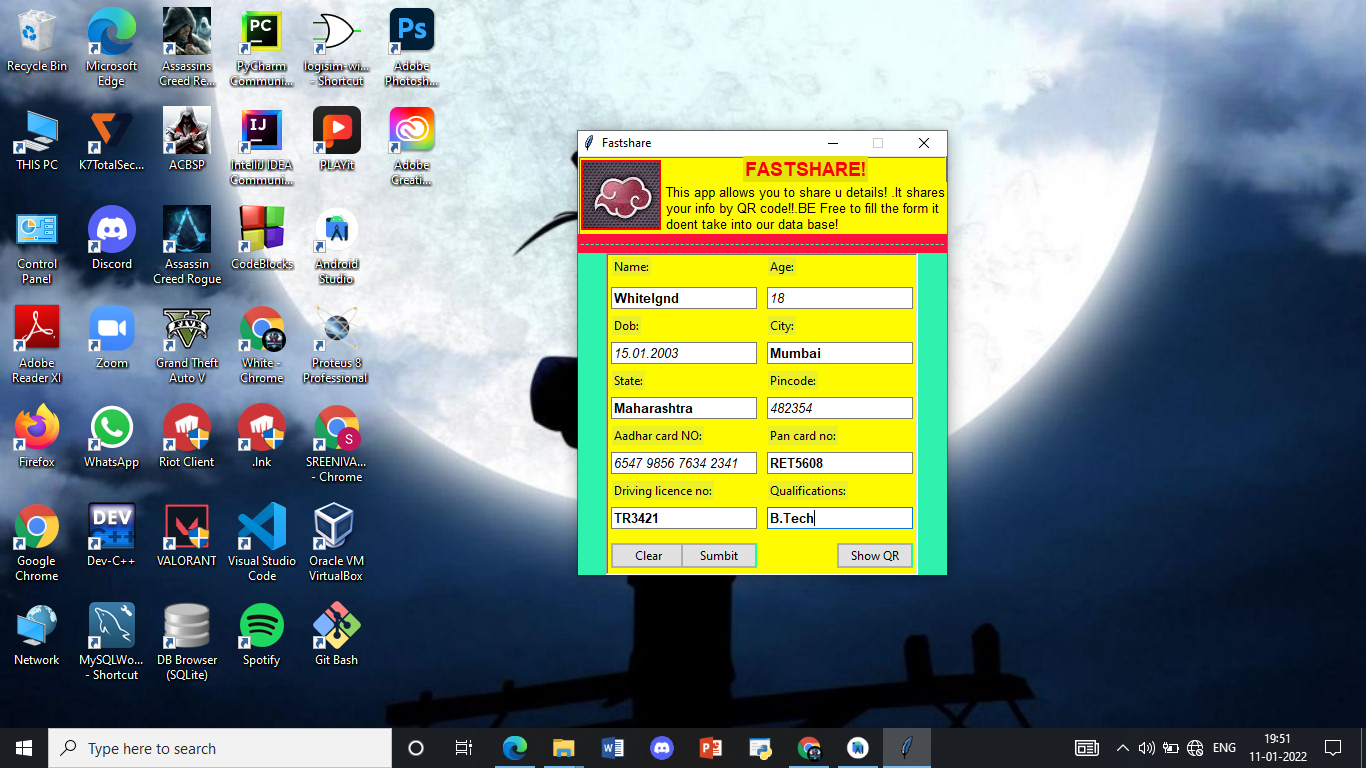 Recycle Bin
Microsoft
Edge
Assassins
Creed Re...
PyCharm
Communi...
logisim-wi...
- Shortcut
Adobe
Photosh...
THIS PC
K7TotalSec...
ACBSP
IntelliJ IDEA
Communi...
PLAYit
Adobe
Creati...
Control
Panel
Discord
Assassin
Creed Rogue
CodeBlocks
Android
Studio
Adobe
Reader XI
Zoom
Grand Theft
Auto V
White -
Chrome
Proteus 8
Professional
Firefox
WhatsApp
Riot Client
.lnk
SREENIVA...
- Chrome
Google
Chrome
Dev-C++
VALORANT
Visual Studio
Code
Oracle VM
VirtualBox
Network
MySQLWo...
- Shortcut
DB Browser
(SQLite)
Spotify
Git Bash
PC
Ps
IJ
V
S
DEV
C++
Fastshare
FASTSHARE!
This app allows you to share u details! .It shares
your info by QR code!!.BE Free to fill the form it
doent take into our data base!
Name: Age:
Whitelgnd 18
Dob: City:
15.01.2003 Mumbai
State: Pincode:
Maharashtra 482354
Aadhar card NO: Pan card no:
6547 9856 7634 2341 RET5608
Driving licence no: Qualifications:
TR3421 B.Tech
Clear Sumbit Show QR
Type here to search
ENG
19:51
11-01-2022